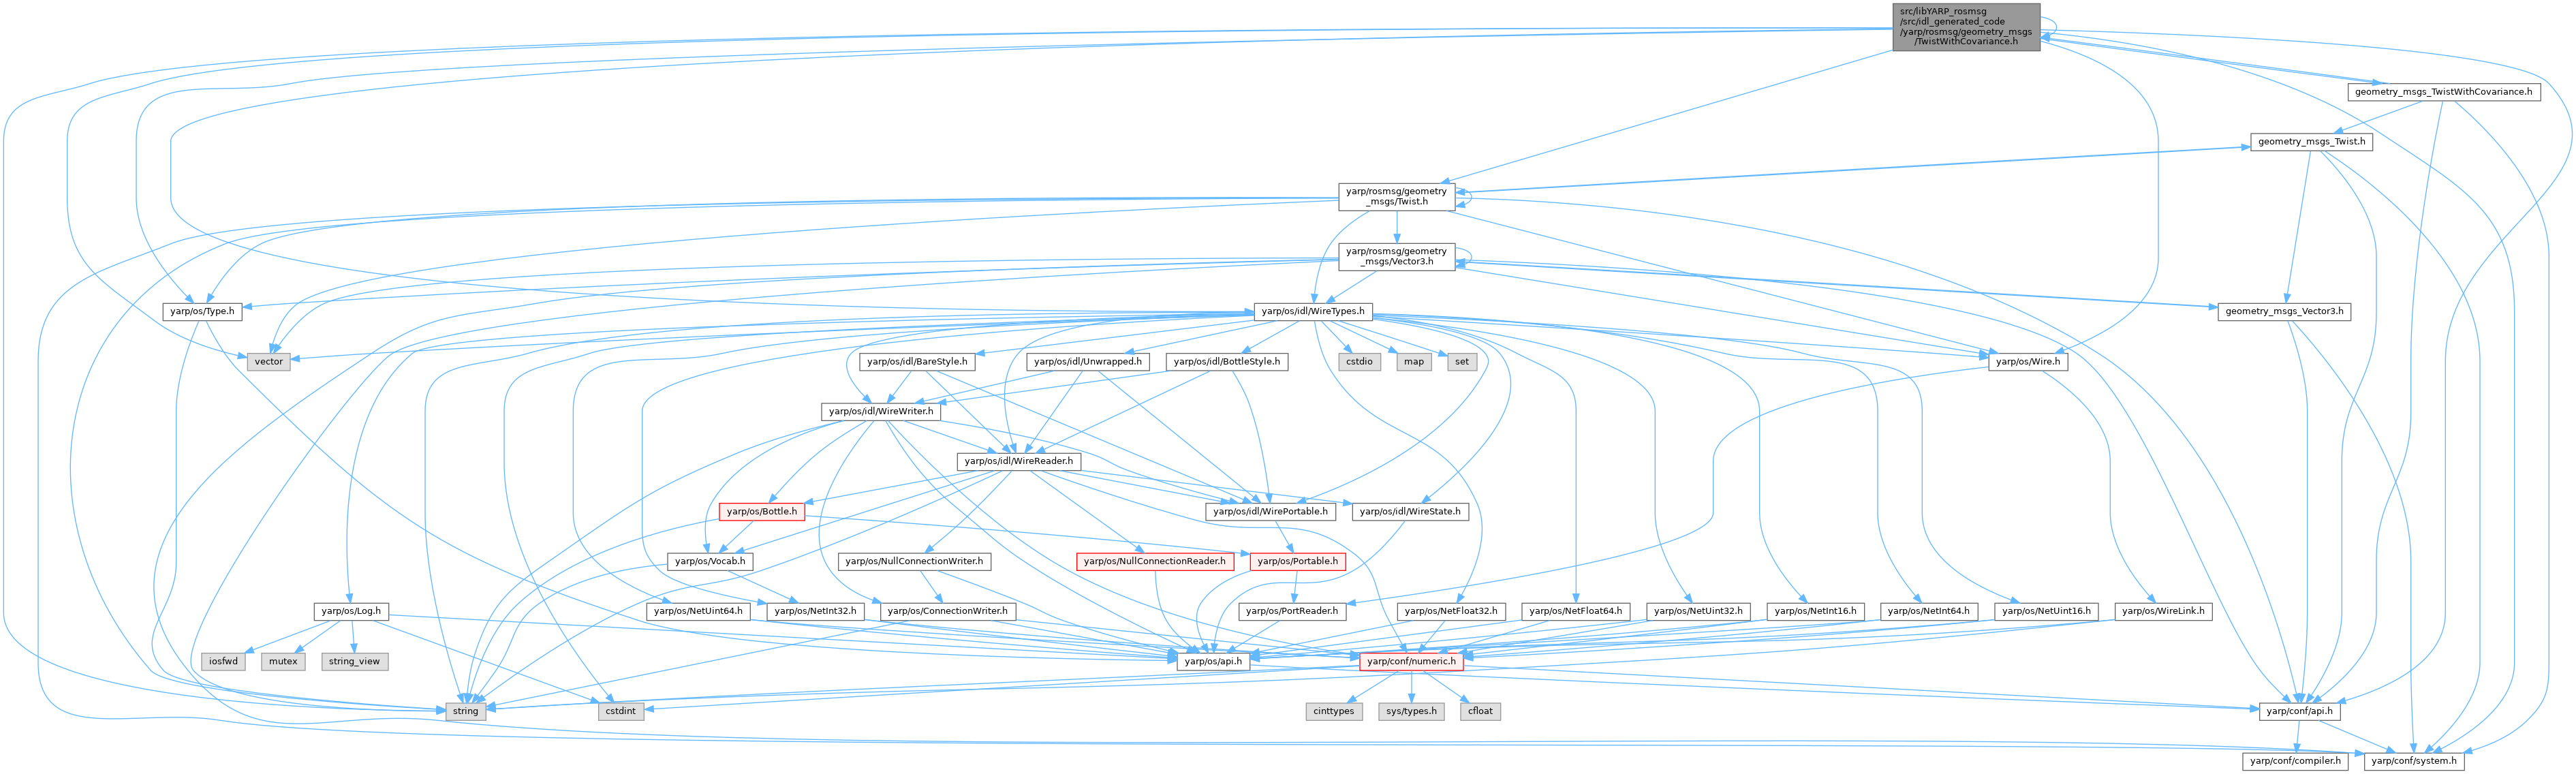 src/libYARP_rosmsg
/src/idl_generated_code
/yarp/rosmsg/geometry_msgs
/TwistWithCovariance.h
geometry_msgs_TwistWithCovariance.h
geometry_msgs_Twist.h
yarp/rosmsg/geometry
_msgs/Twist.h
yarp/rosmsg/geometry
_msgs/Vector3.h
yarp/os/Type.h
yarp/os/idl/WireTypes.h
geometry_msgs_Vector3.h
vector
yarp/os/idl/BareStyle.h
yarp/os/idl/Unwrapped.h
yarp/os/idl/BottleStyle.h
cstdio
map
set
yarp/os/Wire.h
yarp/os/idl/WireWriter.h
yarp/os/idl/WireReader.h
yarp/os/Bottle.h
yarp/os/idl/WirePortable.h
yarp/os/idl/WireState.h
yarp/os/Vocab.h
yarp/os/NullConnectionWriter.h
yarp/os/NullConnectionReader.h
yarp/os/Portable.h
yarp/os/Log.h
yarp/os/NetUint64.h
yarp/os/NetInt32.h
yarp/os/ConnectionWriter.h
yarp/os/PortReader.h
yarp/os/NetFloat32.h
yarp/os/NetFloat64.h
yarp/os/NetUint32.h
yarp/os/NetInt16.h
yarp/os/NetInt64.h
yarp/os/NetUint16.h
yarp/os/WireLink.h
iosfwd
mutex
string_view
yarp/os/api.h
yarp/conf/numeric.h
string
cstdint
cinttypes
sys/types.h
cfloat
yarp/conf/api.h
yarp/conf/compiler.h
yarp/conf/system.h